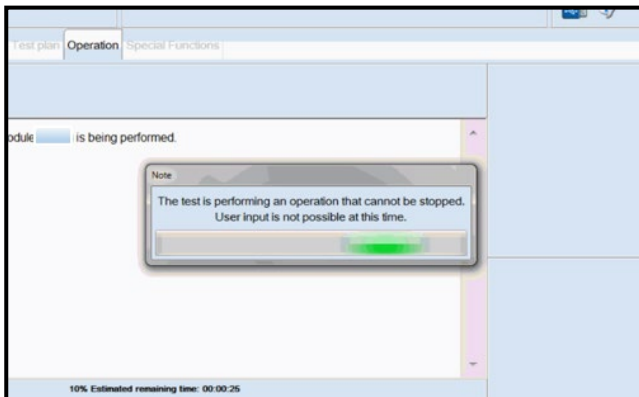 Test plan Operation Special Functions
odule is being performed.
Note
The test is performing an operation that cannot be stopped.
User input is not possible at this time.
10% Estimated remaining time: 00:00:25